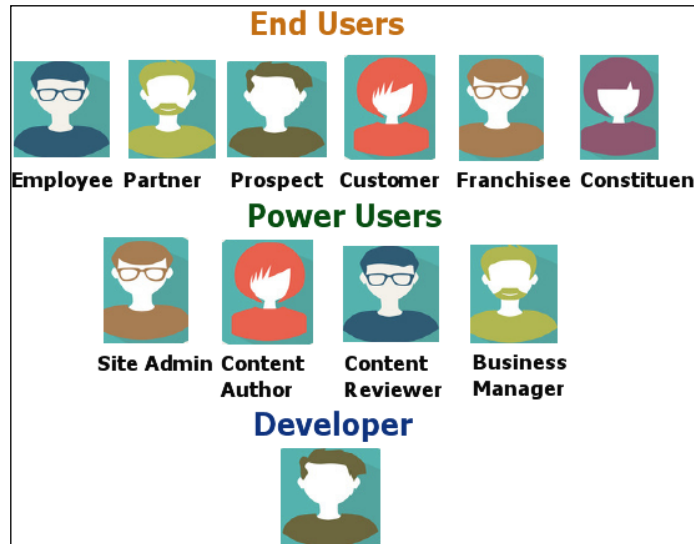 End Users
Employee Partner Prospect Customer Franchisee Constituen
Power Users
Site Admin Content Author Content Reviewer Business Manager
Developer